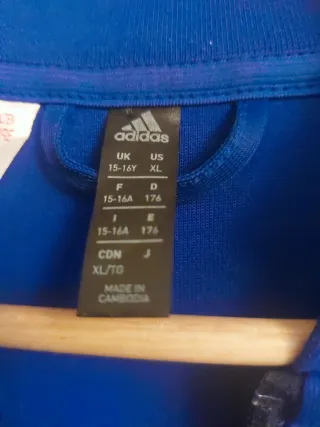 adidas
UK US
15-16Y XL
F D
15-16A 176
I E
15-16A 176
CDN J
XL/TG
MADE IN
CAMBODIA